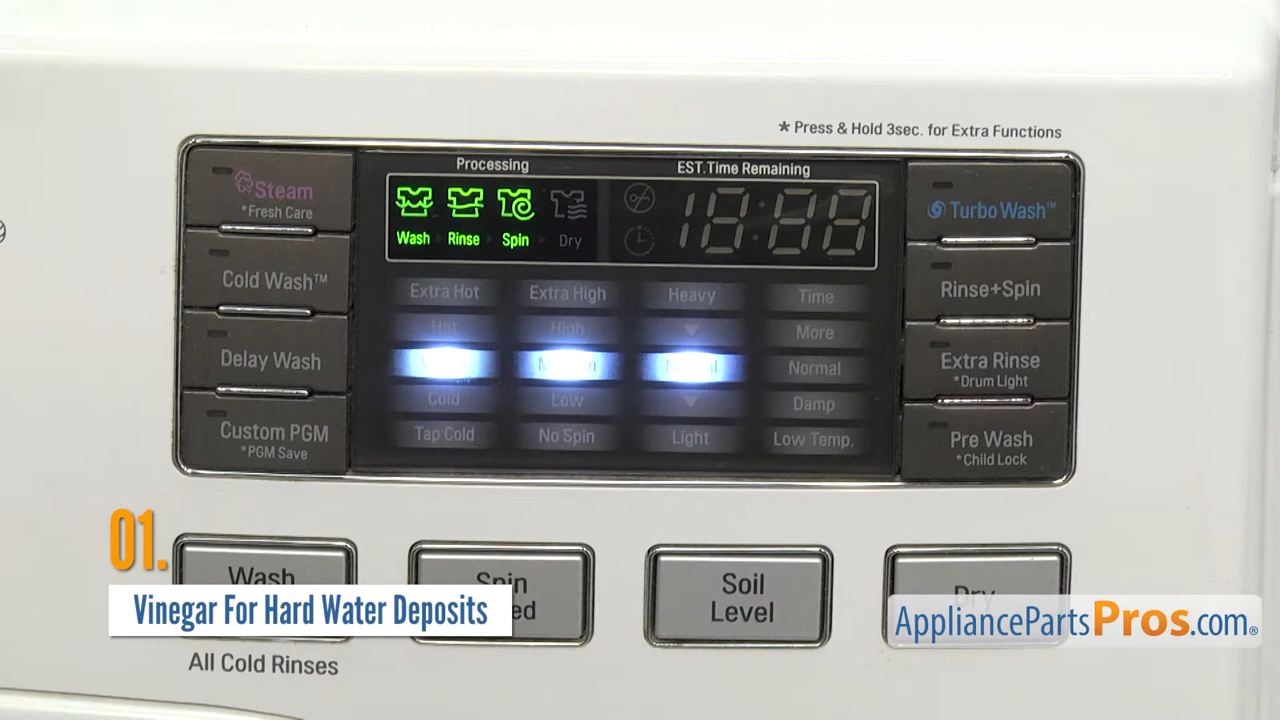 * Press & Hold 3sec. for Extra Functions
Steam
*Fresh Care
Cold Wash™
Delay Wash
Custom PGM
*PGM Save
Processing
EST.Time Remaining
Wash Rinse Spin Dry
18:88
Extra Hot Extra High Heavy Time
Hot High More
Normal
Cold Low Damp
Tap Cold No Spin Light Low Temp.
TurboWash™
Rinse+Spin
Extra Rinse
*Drum Light
Pre Wash
*Child Lock
01.
Vinegar For Hard Water Deposits
Wash
Spin
Soil
Level
Dry
All Cold Rinses
AppliancePartsPros.com®